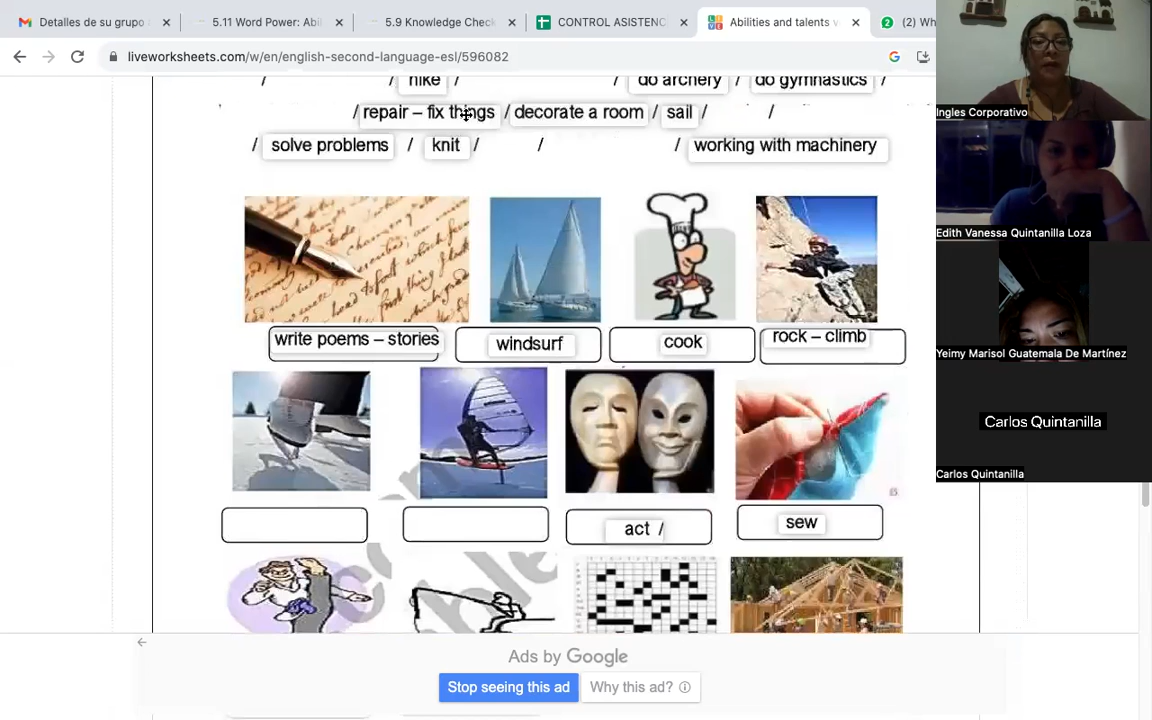 Detalles de su grupo
5.11 Word Power: Abi
5.9 Knowledge Check
CONTROL ASISTENC
Abilities and talents v
(2) Wh
liveworksheets.com/w/en/english-second-language-esl/596082
/ / hike / / do archery / do gymnastics /
/ repair – fix things / decorate a room / sail / /
/ solve problems / knit / / / working with machinery
write poems – stories
windsurf
cook
rock – climb
act /
sew
Ads by Google
Stop seeing this ad
Why this ad?
Ingles Corporativo
Edith Vanessa Quintanilla Loza
Yeimy Marisol Guatemala De Martínez
Carlos Quintanilla
Carlos Quintanilla